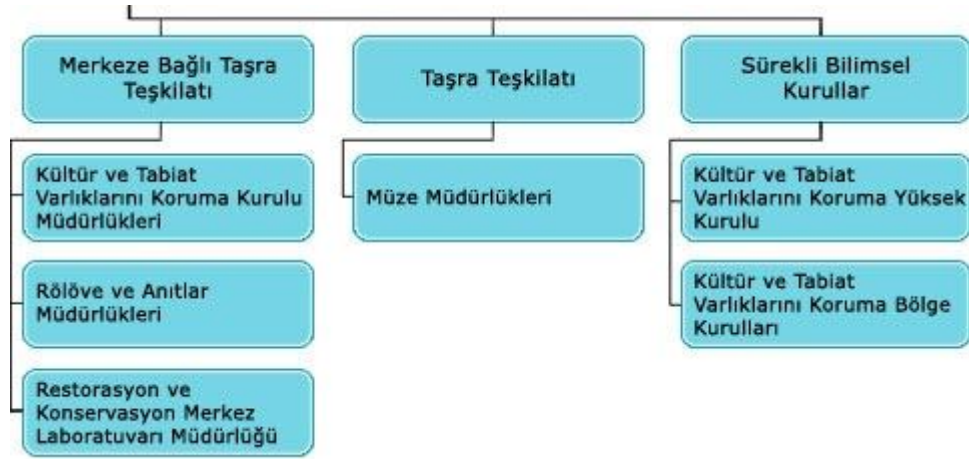 Merkeze Bağlı Taşra
Teşkilatı
Taşra Teşkilatı
Sürekli Bilimsel
Kurullar
Kültür ve Tabiat
Varlıklarını Koruma Kurulu
Müdürlükleri
Rölöve ve Anıtlar
Müdürlükleri
Restorasyon ve
Konservasyon Merkez
Laboratuvarı Müdürlüğü
Müze Müdürlükleri
Kültür ve Tabiat
Varlıklarını Koruma Yüksek
Kurulu
Kültür ve Tabiat
Varlıklarını Koruma Bölge
Kurulları